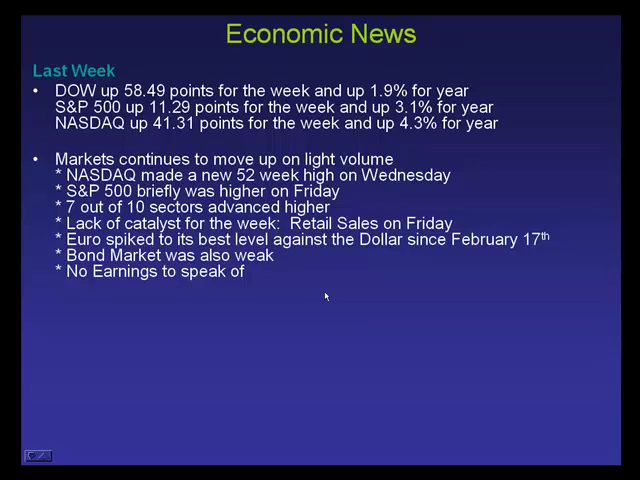 Economic News
Last Week
• DOW up 58.49 points for the week and up 1.9% for year
S&P 500 up 11.29 points for the week and up 3.1% for year
NASDAQ up 41.31 points for the week and up 4.3% for year
• Markets continues to move up on light volume
* NASDAQ made a new 52 week high on Wednesday
* S&P 500 briefly was higher on Friday
* 7 out of 10 sectors advanced higher
* Lack of catalyst for the week: Retail Sales on Friday
* Euro spiked to its best level against the Dollar since February 17th
* Bond Market was also weak
* No Earnings to speak of